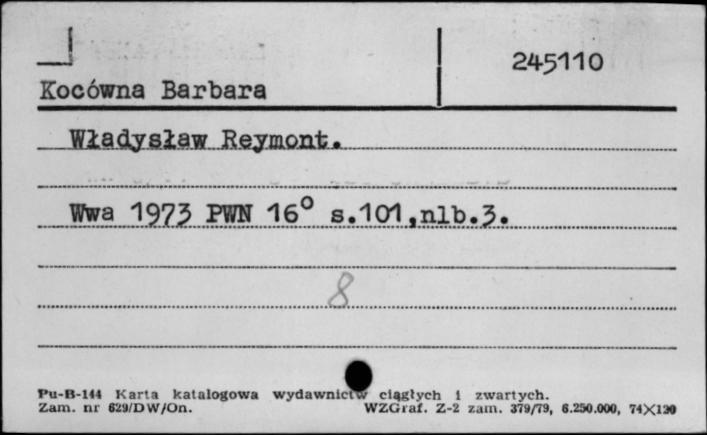 245110
Kocówna Barbara
Władysław Reymont.
Wwa 1973 PWN 16° s.101,nlb.3.
8
Pu-B-144 Karta katalogowa wydawnictw ciągłych i zwartych.
Zam. nr 629/DW/On. WZGraf. Z-2 zam. 379/79, 6.250.000, 74X120